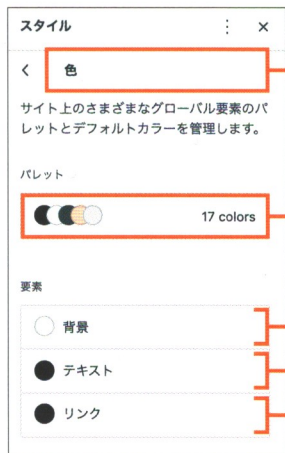 スタイル
色
サイト上のさまざまなグローバル要素のパ
レットとデフォルトカラーを管理します。
パレット
17 colors
要素
背景
テキスト
リンク